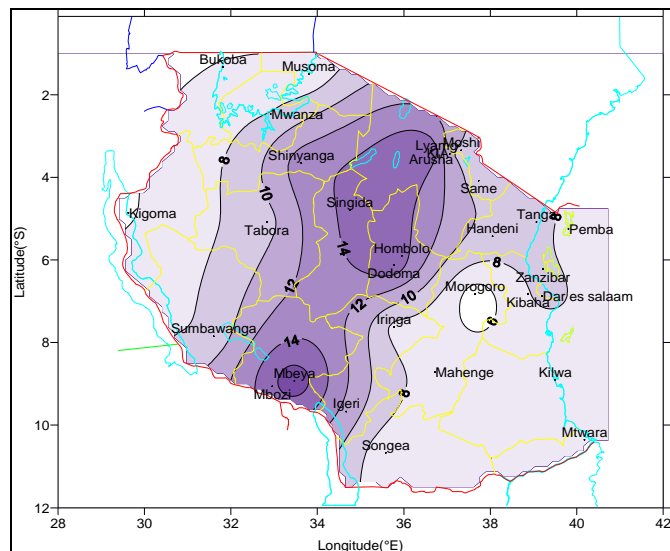 Bukoba
Musoma
2
Mwanza
Lyamg
Moshi
KIA
Arusha
8
Shinyanga
4
10
Same
Singida
Kigoma
Tanga
8
Tabora
Handeni
Pemba
14
Hombolo
6
Latitude(°S)
Dodoma
8
12
10
Morogoro
Zanzibar
12
Kibaha
Dar es salaam
Iringa
6
Sumbawanga
8
14
Mbeya
Mahenge
Kilwa
Mbozi
8
Igeri
10
Songea
Mtwara
12
28
30
32
34
36
38
40
42
Longitude(°E)